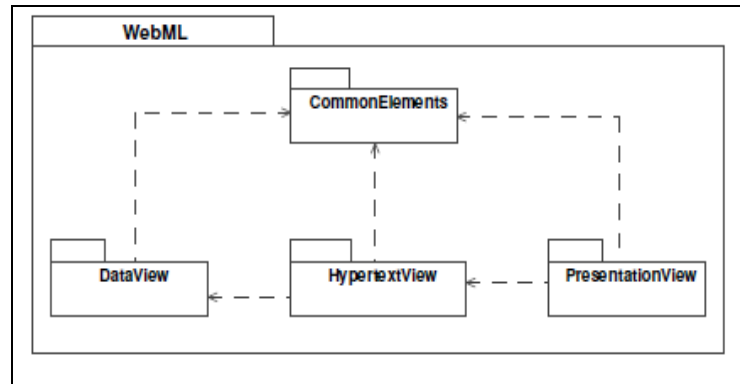 WebML
CommonElements
DataView
HypertextView
PresentationView